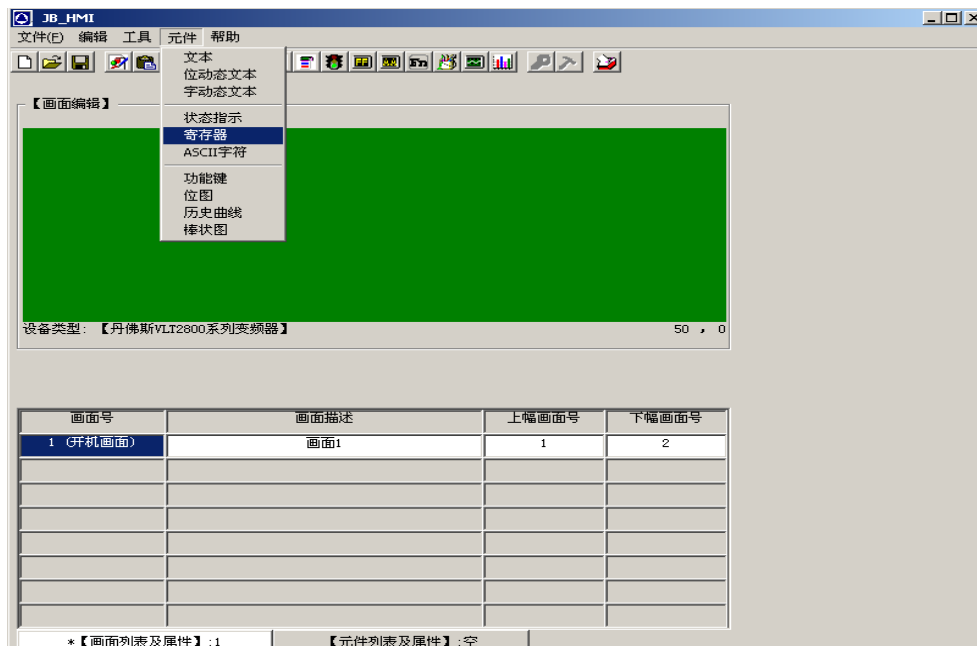 JB_HMI
文件(F) 编辑 工具 元件 帮助
文本
位动态文本
字动态文本
状态指示
寄存器
ASCII字符
功能键
位图
历史曲线
棒状图
Fn
【画面编辑】
设备类型: 【丹佛斯VLT2800系列变频器】 50 , 0
画面号 画面描述 上幅画面号 下幅画面号
1 (开机画面) 画面1 1 2
*【画面列表及属性】:1 【元件列表及属性】:空